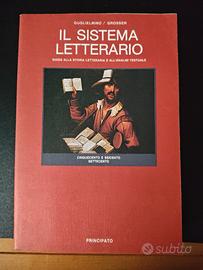 GUGLIELMINO / GROSSER
IL SISTEMA
LETTERARIO
GUIDA ALLA STORIA LETTERARIA E ALL'ANALISI TESTUALE
CINQUECENTO E SEICENTO
SETTECENTO
PRINCIPATO
subito